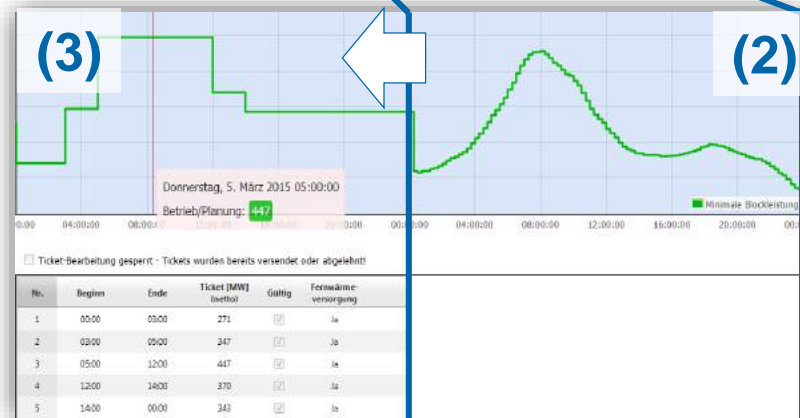 (3)
(2)
Donnerstag, 5. März 2015 05:00:00
Betrieb/Planung: 447
Minimale Blockleistung
04:00:00 08:00:00 00:00:00 04:00:00 08:00:00 12:00:00 16:00:00 20:00:00
Ticket-Bearbeitung gesperrt - Tickets wurden bereits versendet oder abgelehnt!
Nr. Beginn Ende Ticket [MW] (netto) Gültig Fernwärme-versorgung
1 00:00 03:00 271 Ja
2 03:00 05:00 347 Ja
3 05:00 12:00 447 Ja
4 12:00 14:00 370 Ja
5 14:00 00:00 343 Ja